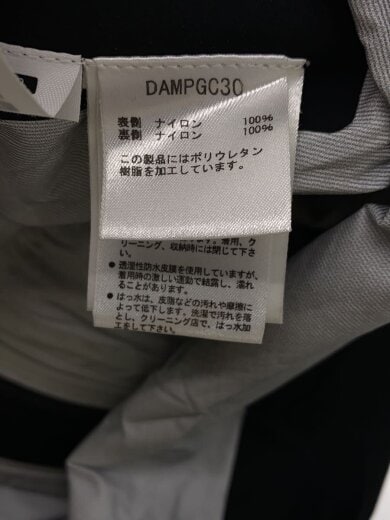 DAMPGC30
表側 ナイロン 100%
裏側 ナイロン 100%
この製品にはポリウレタン
樹脂を加工しています。
リーニング、収納時には閉じて下さ
い。
●透湿性防水皮膜を使用していますが、
着用時の激しい運動で結露し、濡れ
ることがあります。
●はっ水は、皮脂などの汚れや摩擦に
よって低下します。洗濯で汚れを落
とし、クリーニング店で、はっ水加
工をして下さい。